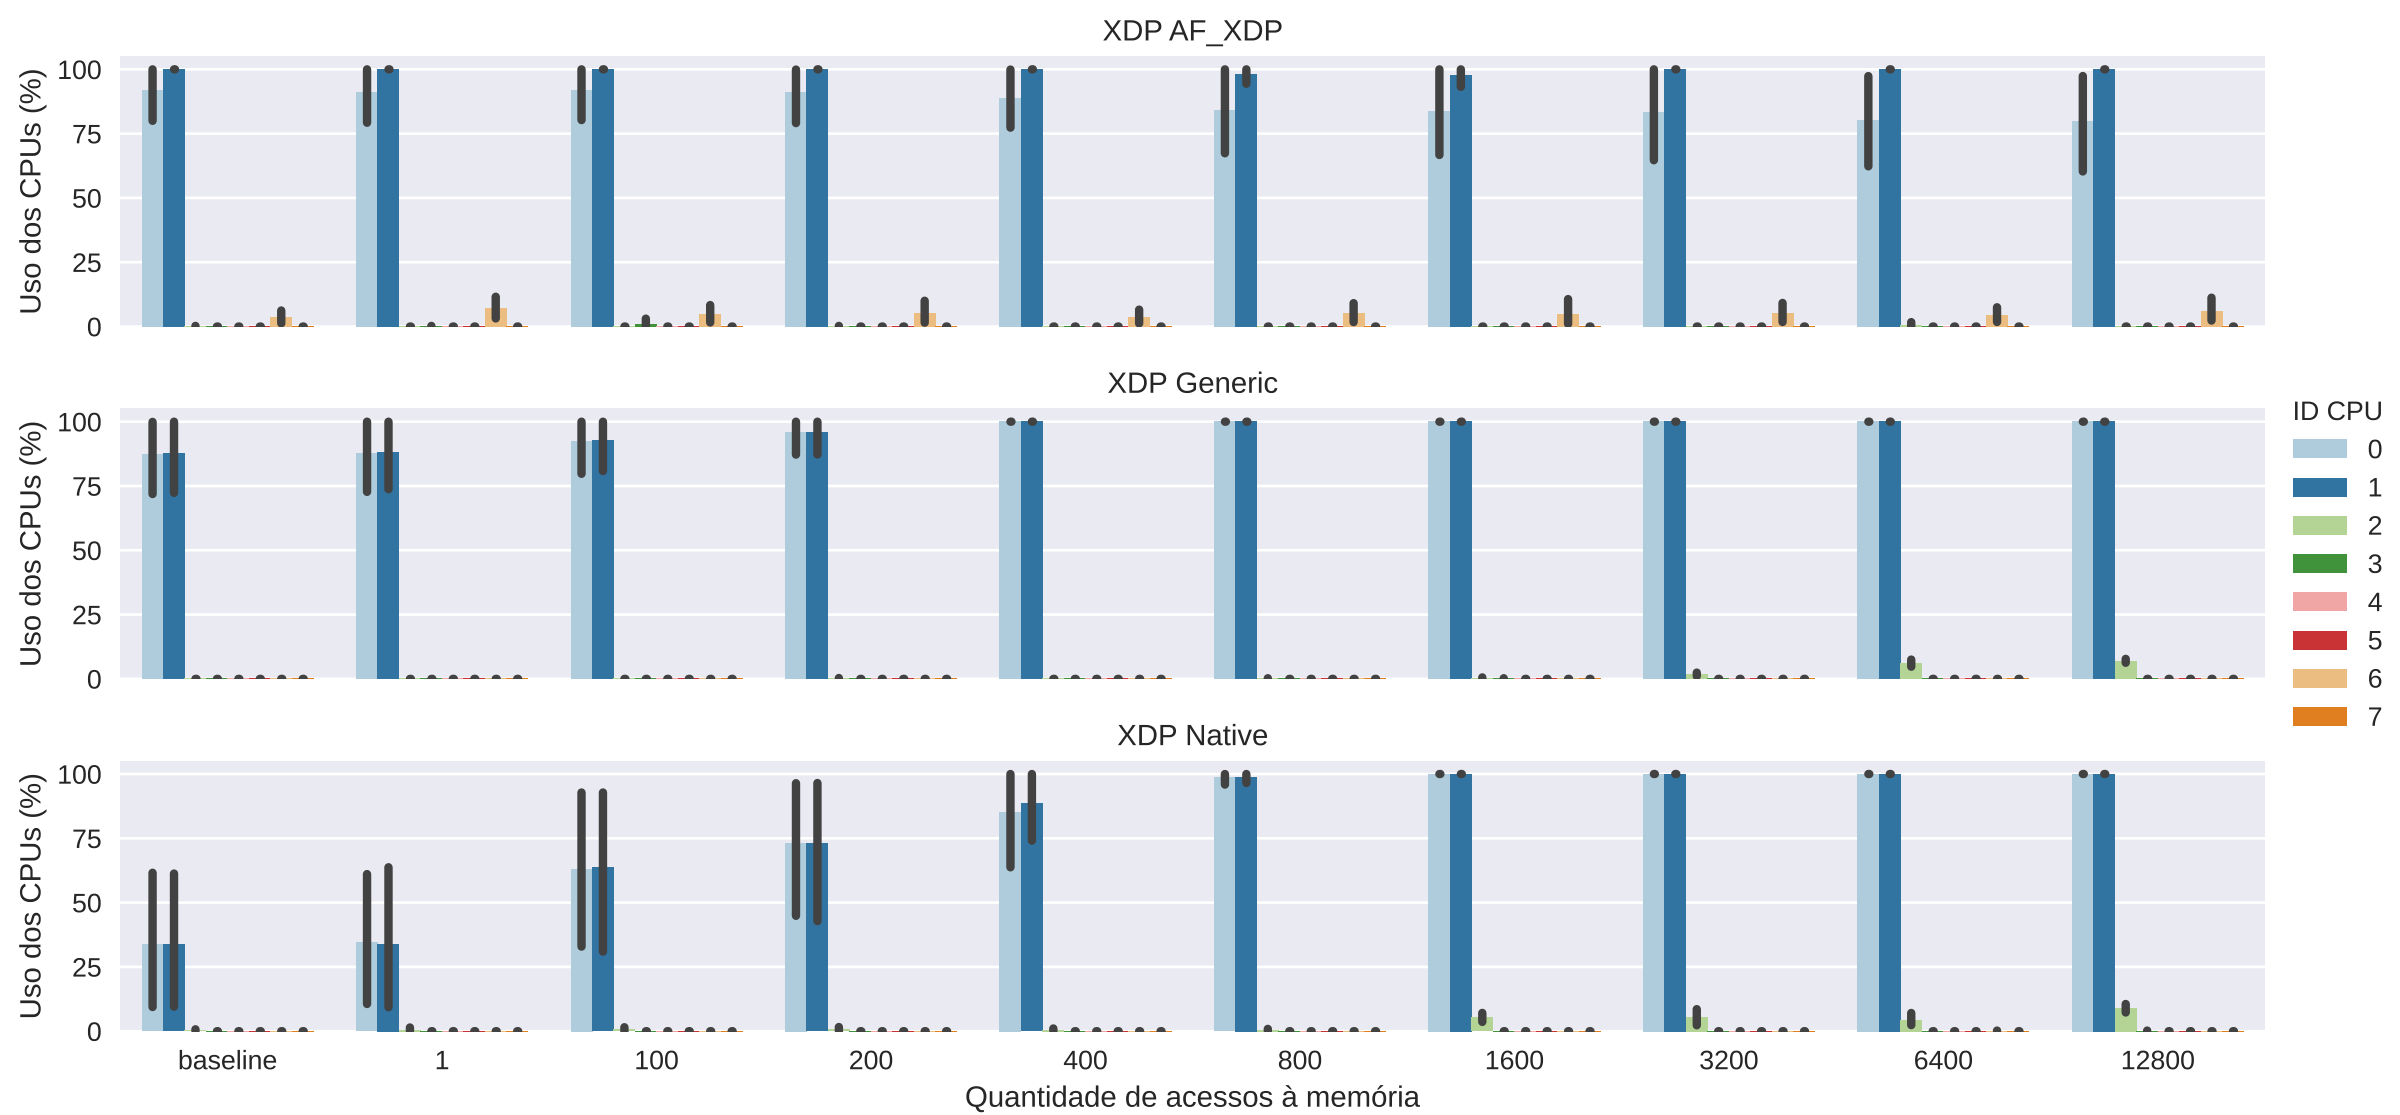 XDP AF_XDP
Uso dos CPUs (%)
100
75
50
25
0
XDP Generic
Uso dos CPUs (%)
100
75
50
25
0
XDP Native
Uso dos CPUs (%)
100
75
50
25
0
baseline 1 100 200 400 800 1600 3200 6400 12800
Quantidade de acessos à memória
ID CPU
0
1
2
3
4
5
6
7